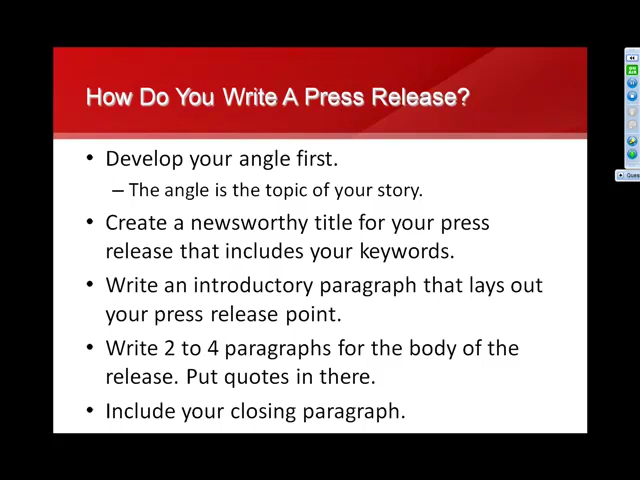 How Do You Write A Press Release?
• Develop your angle first.
– The angle is the topic of your story.
• Create a newsworthy title for your press
release that includes your keywords.
• Write an introductory paragraph that lays out
your press release point.
• Write 2 to 4 paragraphs for the body of the
release. Put quotes in there.
• Include your closing paragraph.
Ques